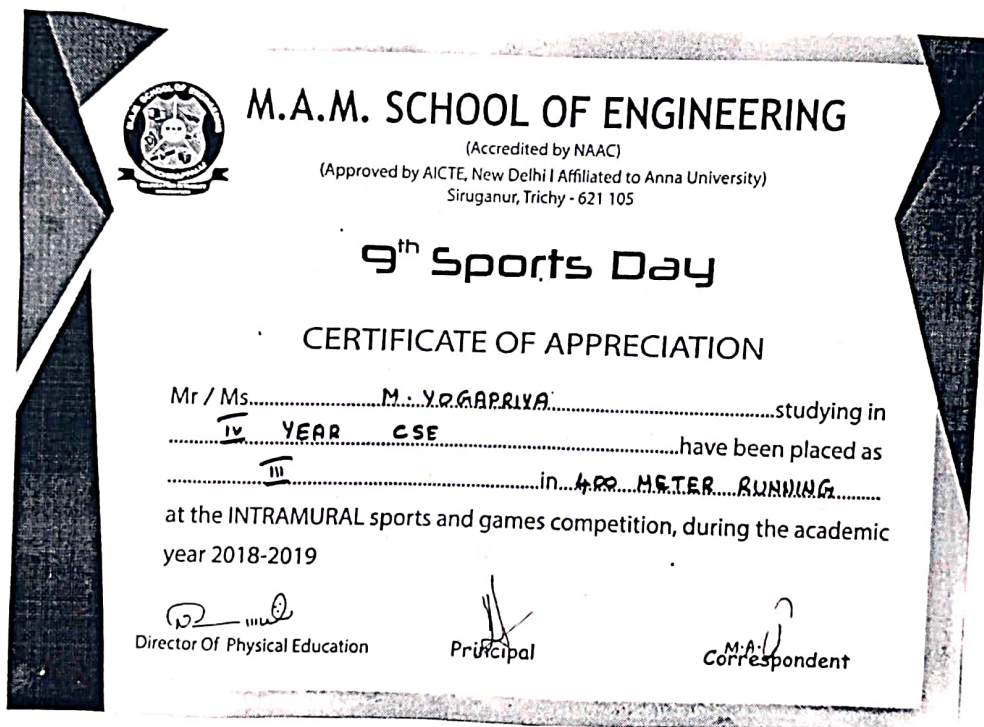 M.A.M. SCHOOL OF ENGINEERING
(Accredited by NAAC)
(Approved by AICTE, New Delhi I Affiliated to Anna University)
Siruganur, Trichy - 621 105
9th Sports Day
CERTIFICATE OF APPRECIATION
Mr / Ms. M. YOGAPRIYA studying in
IV YEAR CSE have been placed as
III in 400 METER RUNNING
at the INTRAMURAL sports and games competition, during the academic
year 2018-2019
Director Of Physical Education Principal Correspondent